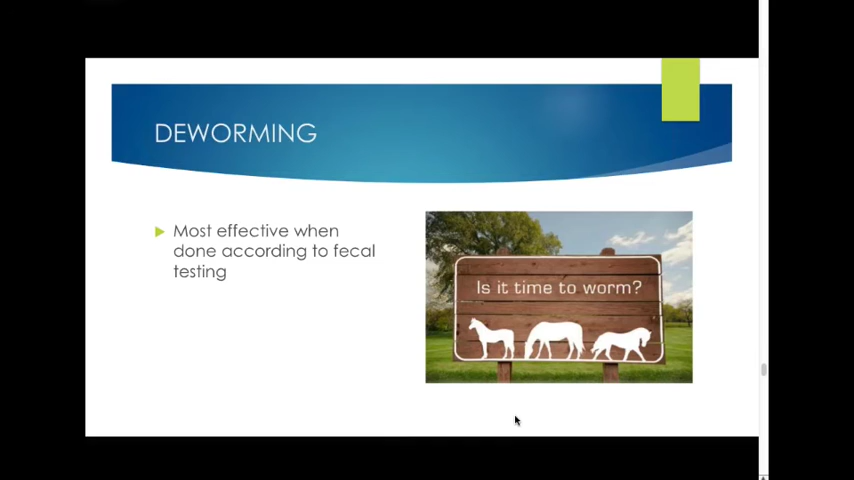 DEWORMING
Most effective when
done according to fecal
testing
Is it time to worm?